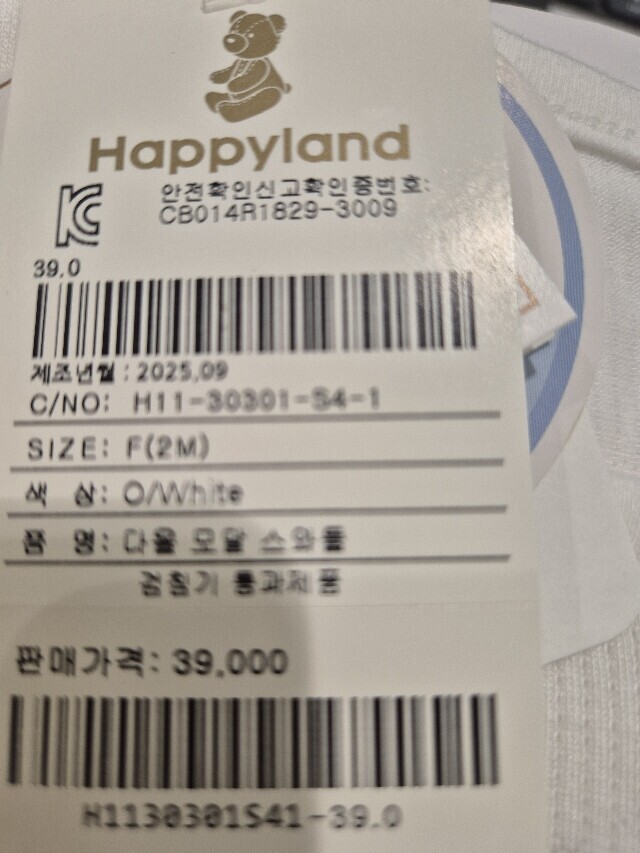 Happyland
안전확인신고확인증번호:
CB014R1829-3009
39.0
제조년월 : 2025.09
C/NO: H11-30301-S4-1
SIZE: F(2M)
색 상: O/White
품 명: 다올 모달 스와들
검침기 통과제품
판매가격: 39,000
H1130301S41-39.0